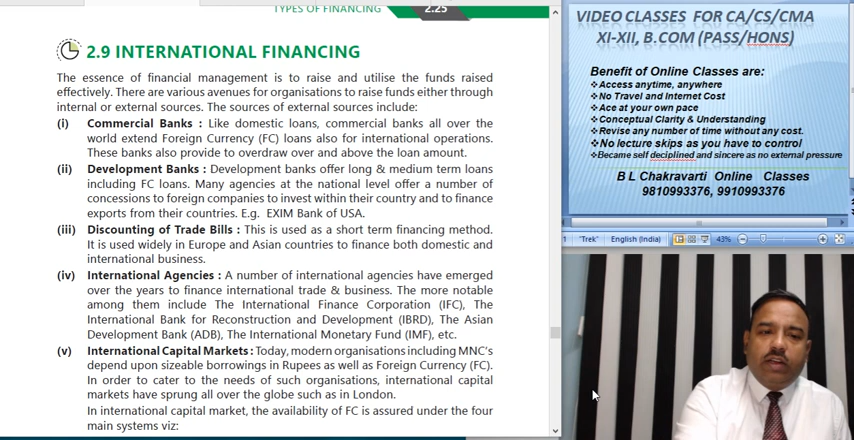 TYPES OF FINANCING
2.25
2.9 INTERNATIONAL FINANCING
The essence of financial management is to raise and utilise the funds raised
effectively. There are various avenues for organisations to raise funds either through
internal or external sources. The sources of external sources include:
(i) Commercial Banks : Like domestic loans, commercial banks all over the
world extend Foreign Currency (FC) loans also for international operations.
These banks also provide to overdraw over and above the loan amount.
(ii) Development Banks : Development banks offer long & medium term loans
including FC loans. Many agencies at the national level offer a number of
concessions to foreign companies to invest within their country and to finance
exports from their countries. E.g. EXIM Bank of USA.
(iii) Discounting of Trade Bills : This is used as a short term financing method.
It is used widely in Europe and Asian countries to finance both domestic and
international business.
(iv) International Agencies : A number of international agencies have emerged
over the years to finance international trade & business. The more notable
among them include The International Finance Corporation (IFC), The
International Bank for Reconstruction and Development (IBRD), The Asian
Development Bank (ADB), The International Monetary Fund (IMF), etc.
(v) International Capital Markets : Today, modern organisations including MNC's
depend upon sizeable borrowings in Rupees as well as Foreign Currency (FC).
In order to cater to the needs of such organisations, international capital
markets have sprung all over the globe such as in London.
In international capital market, the availability of FC is assured under the four
main systems viz:
VIDEO CLASSES FOR CA/CS/CMA
XI-XII, B.COM (PASS/HONS)
Benefit of Online Classes are:
❖Access anytime, anywhere
❖No Travel and Internet Cost
❖Ace at your own pace
❖Conceptual Clarity & Understanding
❖Revise any number of time without any cost.
❖No lecture skips as you have to control
❖Became self deciplined and sincere as no external pressure
B L Chakravarti Online Classes
9810993376, 9910993376
1 "Trek" English (India) 43%